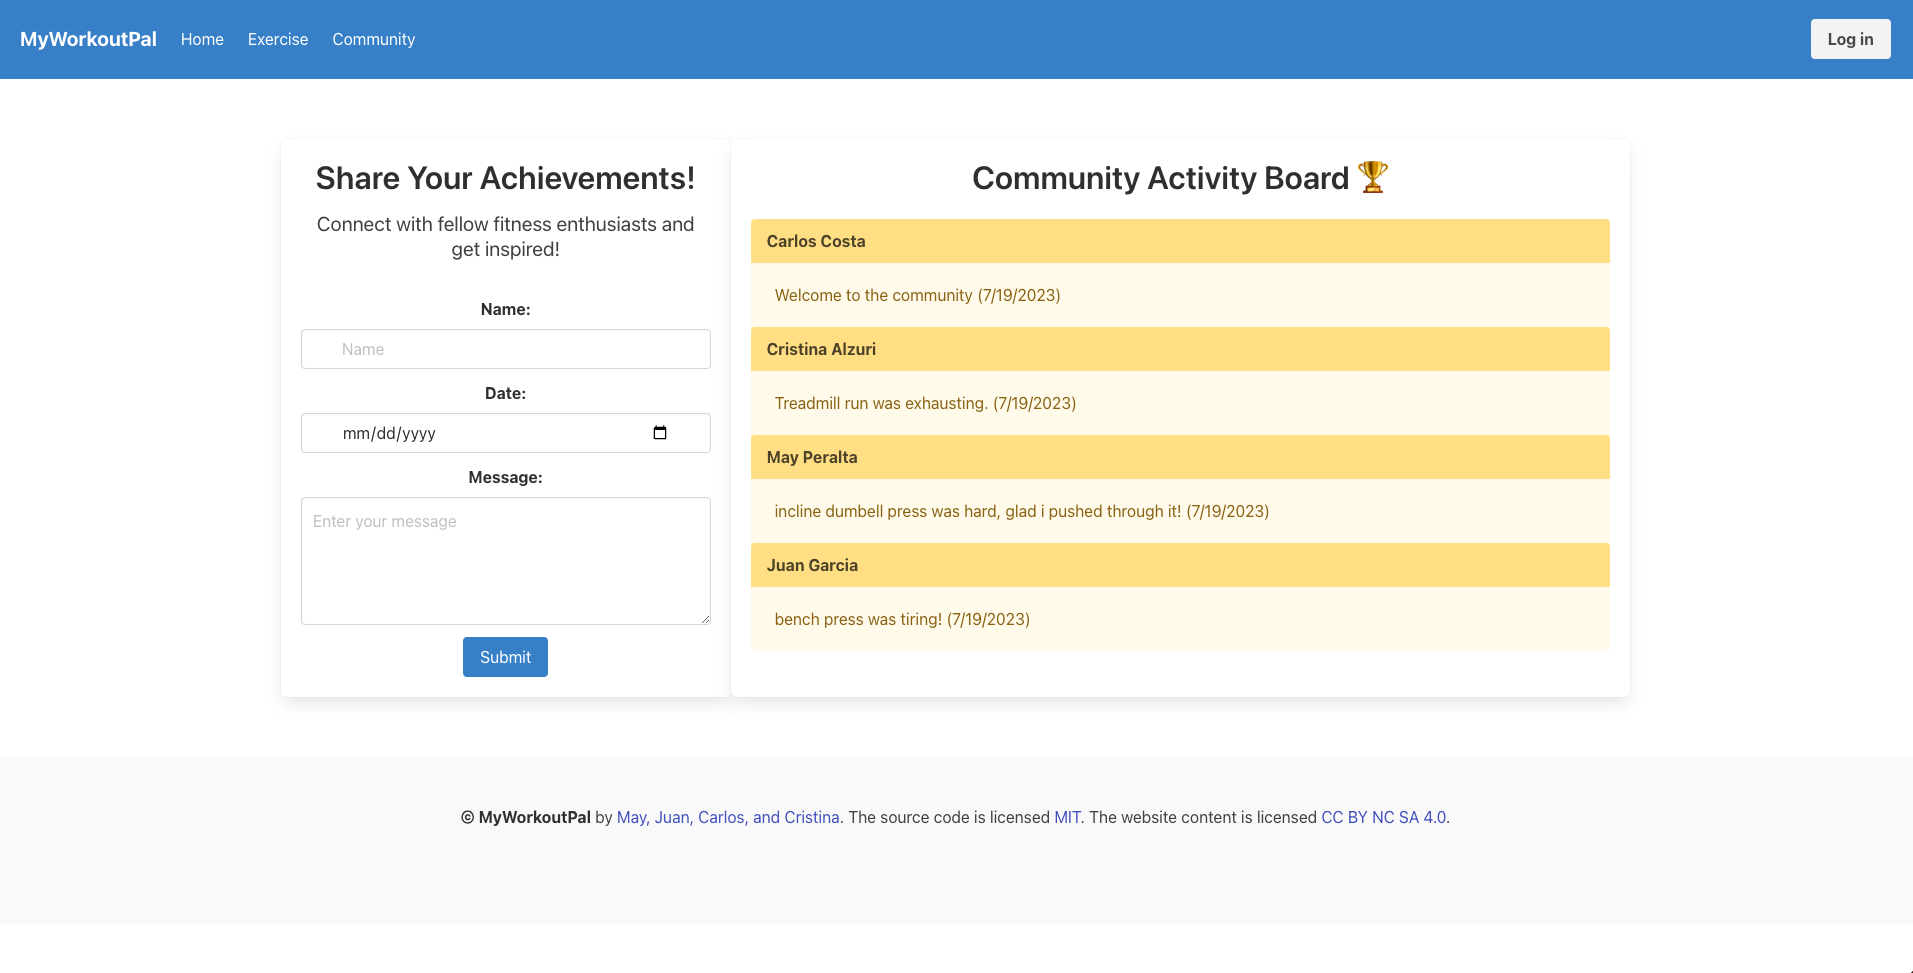 MyWorkoutPal Home Exercise Community Log in
Share Your Achievements!
Connect with fellow fitness enthusiasts and
get inspired!
Name:
Name
Date:
mm/dd/yyyy
Message:
Enter your message
Submit
Community Activity Board 🏆
Carlos Costa
Welcome to the community (7/19/2023)
Cristina Alzuri
Treadmill run was exhausting. (7/19/2023)
May Peralta
incline dumbell press was hard, glad i pushed through it! (7/19/2023)
Juan Garcia
bench press was tiring! (7/19/2023)
© MyWorkoutPal by May, Juan, Carlos, and Cristina. The source code is licensed MIT. The website content is licensed CC BY NC SA 4.0.